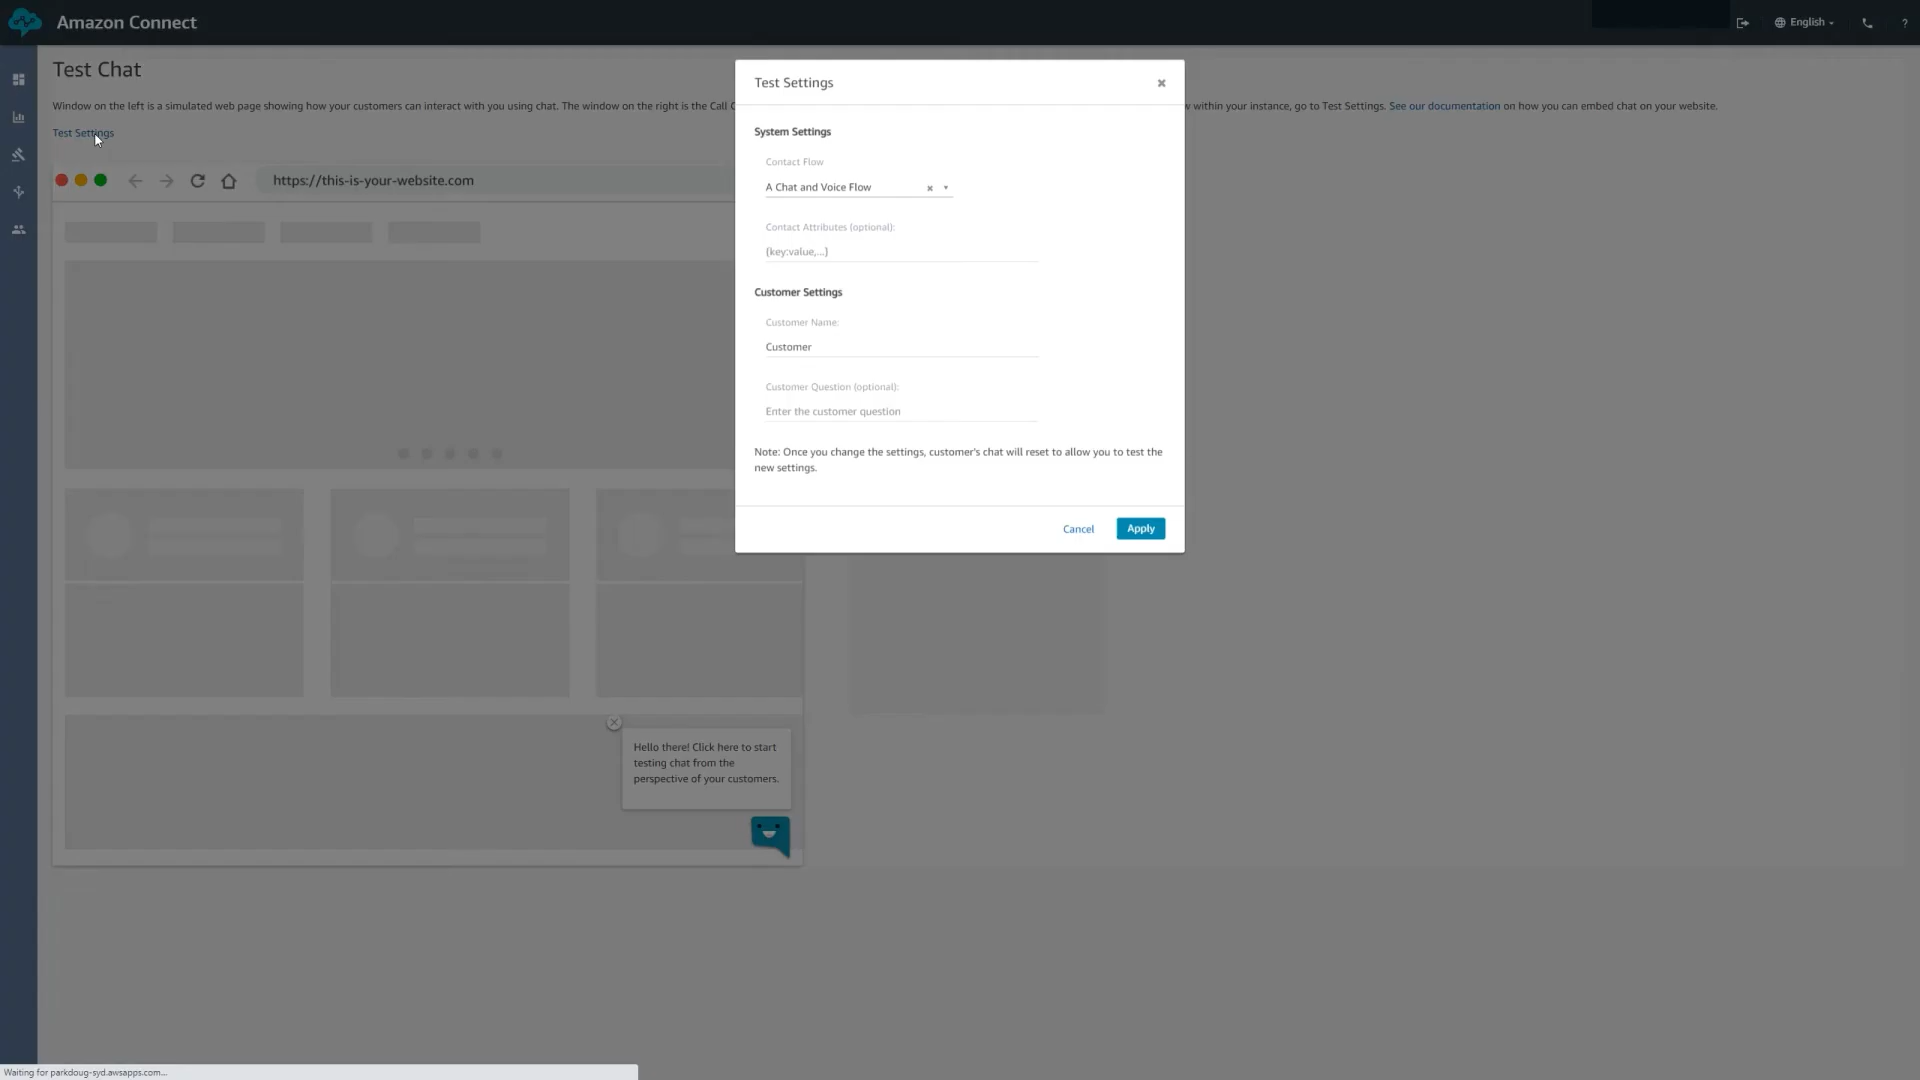 Amazon Connect
English
?
Test Chat
Window on the left is a simulated web page showing how your customers can interact with you using chat. The window on the right is the Call C
w within your instance, go to Test Settings. See our documentation on how you can embed chat on your website.
Test Settings
https://this-is-your-website.com
Test Settings
System Settings
Contact Flow
A Chat and Voice Flow
Contact Attributes (optional):
{key:value,...}
Customer Settings
Customer Name:
Customer
Customer Question (optional):
Enter the customer question
Note: Once you change the settings, customer's chat will reset to allow you to test the
new settings.
Cancel
Apply
Hello there! Click here to start
testing chat from the
perspective of your customers.
Waiting for parkdoug-syd.awsapps.com...